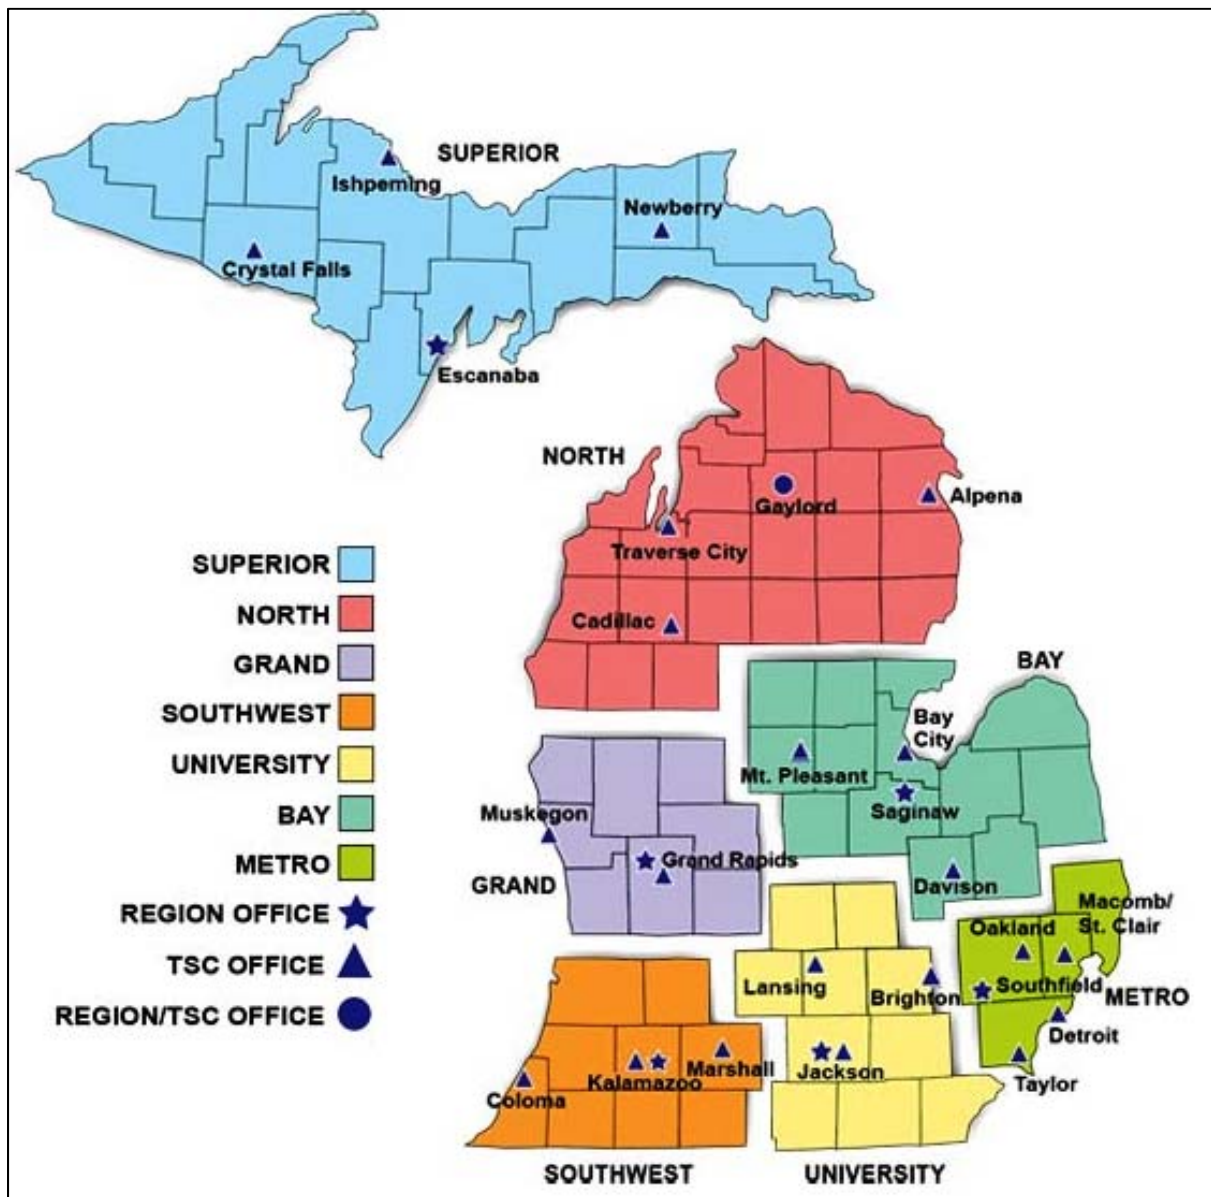 SUPERIOR
Ishpeming
Newberry
Crystal Falls
Escanaba
NORTH
Gaylord
Alpena
Traverse City
Cadillac
SUPERIOR
NORTH
GRAND
SOUTHWEST
UNIVERSITY
BAY
METRO
REGION OFFICE
TSC OFFICE
REGION/TSC OFFICE
BAY
Bay
City
Mt. Pleasant
Saginaw
Davison
Muskegon
Grand Rapids
GRAND
Macomb/
St. Clair
Oakland
Southfield
METRO
Detroit
Taylor
Lansing
Brighton
Jackson
UNIVERSITY
Marshall
Kalamazoo
Coloma
SOUTHWEST